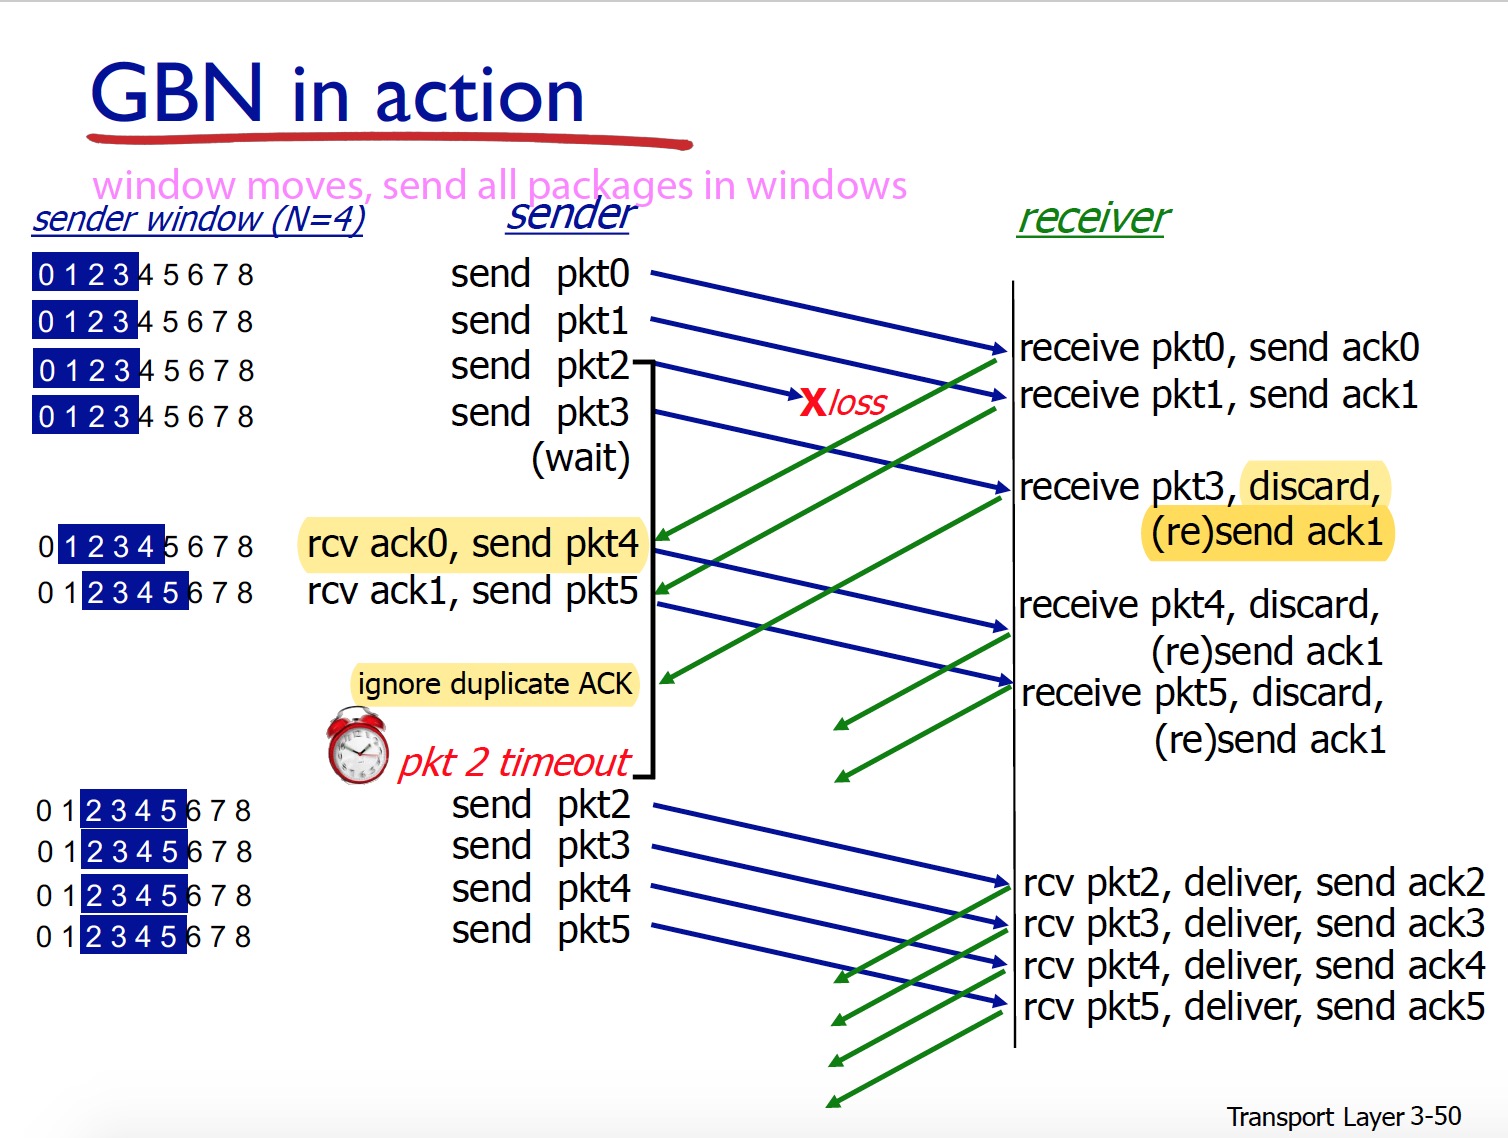 GBN in action
window moves, send all packages in windows
sender window (N=4)
sender
receiver
0 1 2 3 4 5 6 7 8
send pkt0
0 1 2 3 4 5 6 7 8
send pkt1
receive pkt0, send ack0
0 1 2 3 4 5 6 7 8
send pkt2
receive pkt1, send ack1
0 1 2 3 4 5 6 7 8
send pkt3
X loss
(wait)
receive pkt3, discard,
(re)send ack1
0 1 2 3 4 5 6 7 8
rcv ack0, send pkt4
0 1 2 3 4 5 6 7 8
rcv ack1, send pkt5
receive pkt4, discard,
(re)send ack1
ignore duplicate ACK
receive pkt5, discard,
(re)send ack1
pkt 2 timeout
0 1 2 3 4 5 6 7 8
send pkt2
0 1 2 3 4 5 6 7 8
send pkt3
0 1 2 3 4 5 6 7 8
send pkt4
rcv pkt2, deliver, send ack2
0 1 2 3 4 5 6 7 8
send pkt5
rcv pkt3, deliver, send ack3
rcv pkt4, deliver, send ack4
rcv pkt5, deliver, send ack5
Transport Layer 3-50